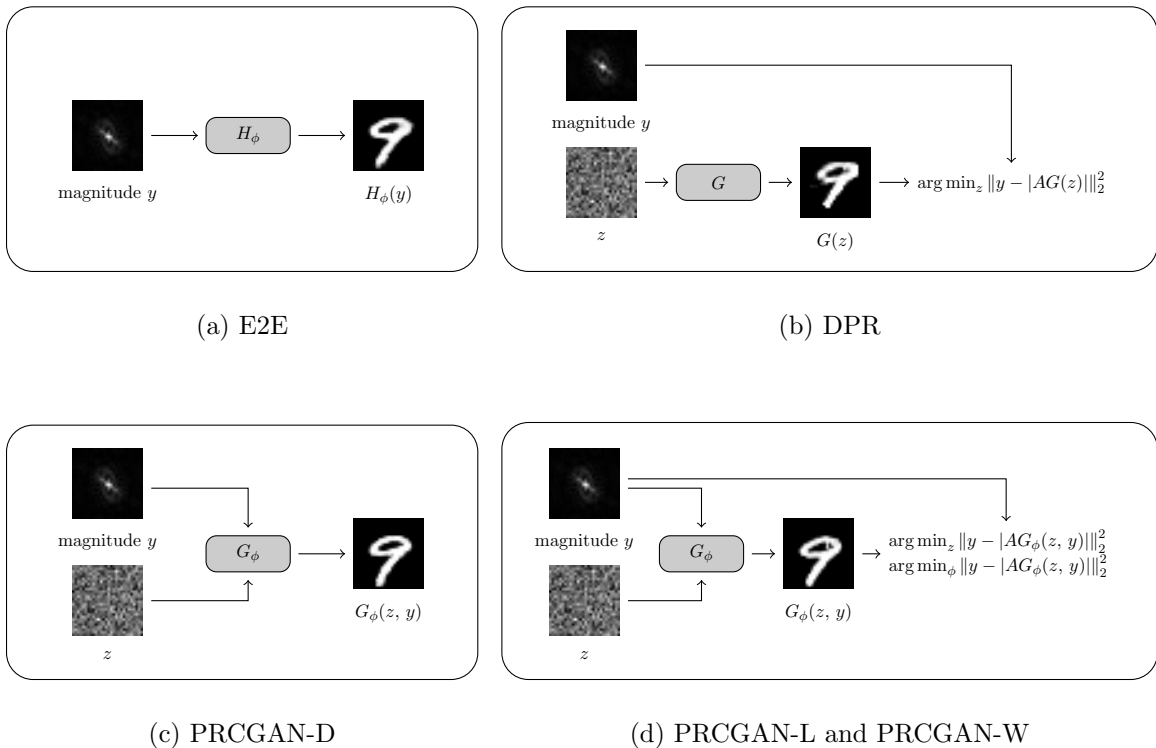 magnitude y
H_ϕ
H_ϕ(y)
(a) E2E
magnitude y
z
G
G(z)
arg min_z ‖y − |AG(z)|‖_2^2
(b) DPR
magnitude y
z
G_ϕ
G_ϕ(z, y)
(c) PRCGAN-D
magnitude y
z
G_ϕ
G_ϕ(z, y)
arg min_z ‖y − |AG_ϕ(z, y)|‖_2^2
arg min_ϕ ‖y − |AG_ϕ(z, y)|‖_2^2
(d) PRCGAN-L and PRCGAN-W